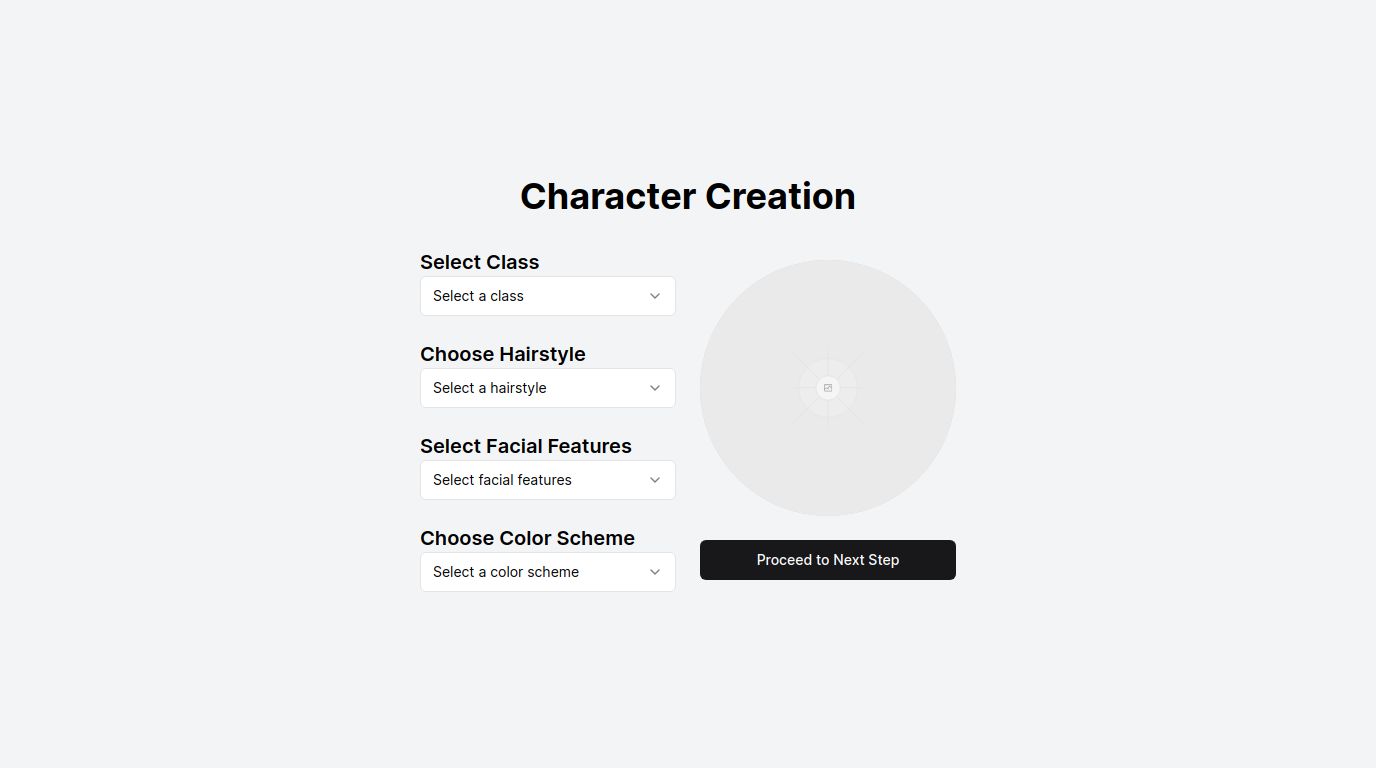 Character Creation
Select Class
Select a class
Choose Hairstyle
Select a hairstyle
Select Facial Features
Select facial features
Choose Color Scheme
Select a color scheme
Proceed to Next Step